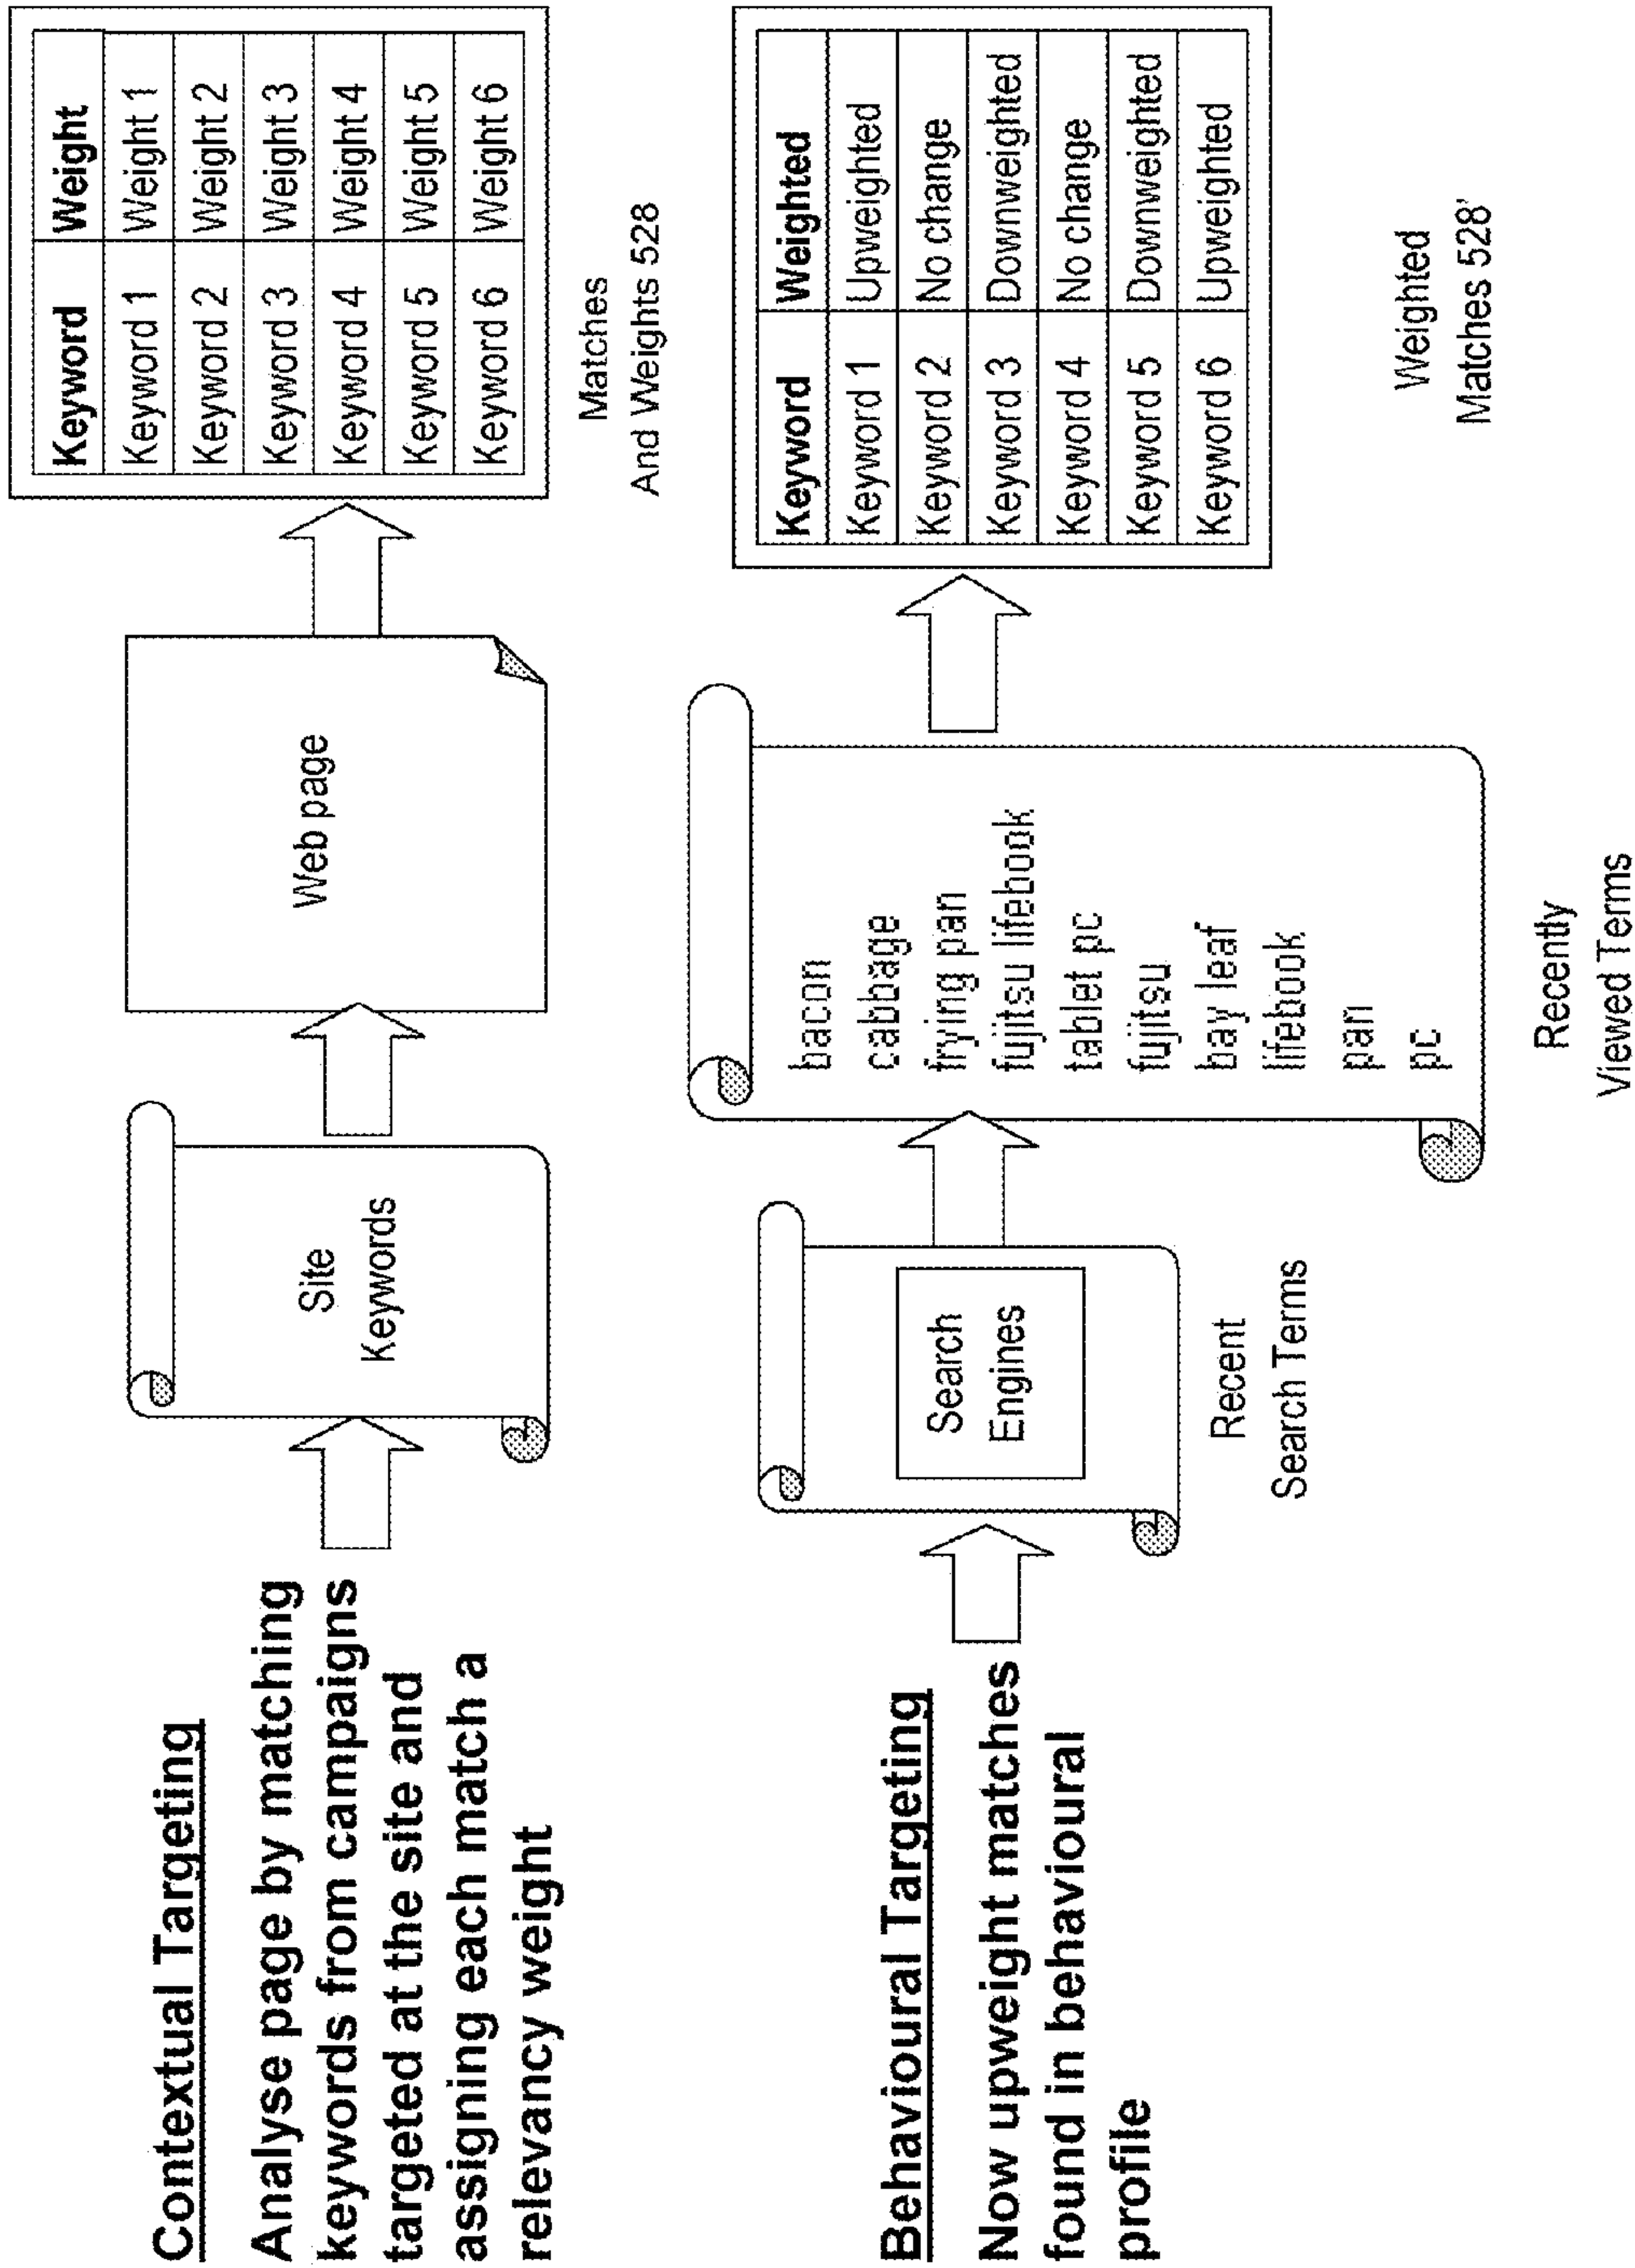 Contextual Targeting
Analyse page by matching
keywords from campaigns
targeted at the site and
assigning each match a
relevancy weight
Site
Keywords
Web page
Keyword Weight
Keyword 1 Weight 1
Keyword 2 Weight 2
Keyword 3 Weight 3
Keyword 4 Weight 4
Keyword 5 Weight 5
Keyword 6 Weight 6
Matches
And Weights 528
Behavioural Targeting
Now upweight matches
found in behavioural
profile
Search
Engines
Recent
Search Terms
bacon
cabbage
frying pan
fujitsu lifebook
tablet pc
fujitsu
bay leaf
lifebook
pan
pc
Recently
Viewed Terms
Keyword Weighted
Keyword 1 Upweighted
Keyword 2 No change
Keyword 3 Downweighted
Keyword 4 No change
Keyword 5 Downweighted
Keyword 6 Upweighted
Weighted
Matches 528'